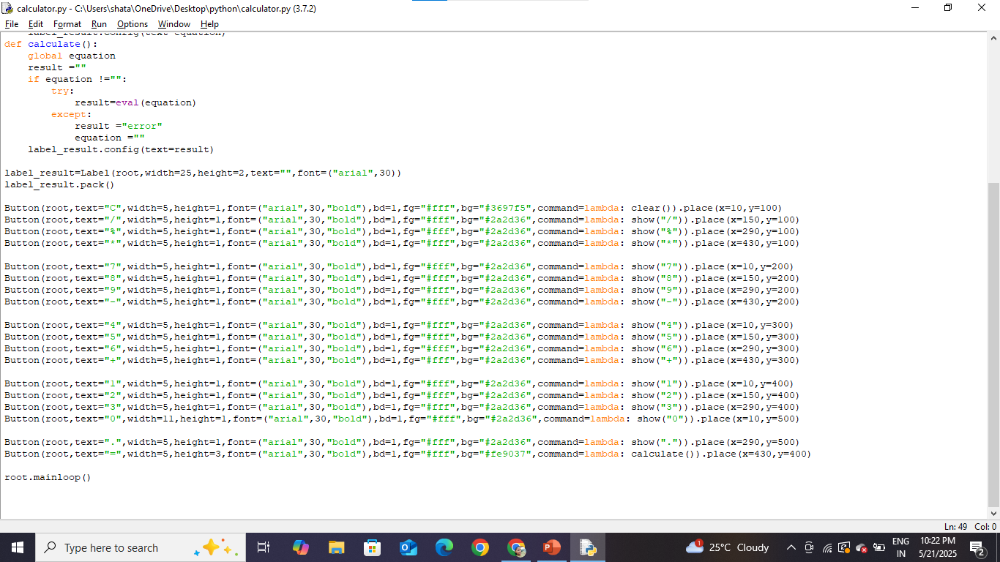 calculator.py - C:\Users\shata\OneDrive\Desktop\python\calculator.py (3.7.2)
File Edit Format Run Options Window Help
label_result.config(text=equation)
def calculate():
    global equation
    result =""
    if equation !="":
        try:
            result=eval(equation)
        except:
            result ="error"
            equation =""
    label_result.config(text=result)
label_result=Label(root,width=25,height=2,text="",font=("arial",30))
label_result.pack()
Button(root,text="C",width=5,height=1,font=("arial",30,"bold"),bd=1,fg="#fff",bg="#3697f5",command=lambda: clear()).place(x=10,y=100)
Button(root,text="/",width=5,height=1,font=("arial",30,"bold"),bd=1,fg="#fff",bg="#2a2d36",command=lambda: show("/")).place(x=150,y=100)
Button(root,text="%",width=5,height=1,font=("arial",30,"bold"),bd=1,fg="#fff",bg="#2a2d36",command=lambda: show("%")).place(x=290,y=100)
Button(root,text="*",width=5,height=1,font=("arial",30,"bold"),bd=1,fg="#fff",bg="#2a2d36",command=lambda: show("*")).place(x=430,y=100)
Button(root,text="7",width=5,height=1,font=("arial",30,"bold"),bd=1,fg="#fff",bg="#2a2d36",command=lambda: show("7")).place(x=10,y=200)
Button(root,text="8",width=5,height=1,font=("arial",30,"bold"),bd=1,fg="#fff",bg="#2a2d36",command=lambda: show("8")).place(x=150,y=200)
Button(root,text="9",width=5,height=1,font=("arial",30,"bold"),bd=1,fg="#fff",bg="#2a2d36",command=lambda: show("9")).place(x=290,y=200)
Button(root,text="-",width=5,height=1,font=("arial",30,"bold"),bd=1,fg="#fff",bg="#2a2d36",command=lambda: show("-")).place(x=430,y=200)
Button(root,text="4",width=5,height=1,font=("arial",30,"bold"),bd=1,fg="#fff",bg="#2a2d36",command=lambda: show("4")).place(x=10,y=300)
Button(root,text="5",width=5,height=1,font=("arial",30,"bold"),bd=1,fg="#fff",bg="#2a2d36",command=lambda: show("5")).place(x=150,y=300)
Button(root,text="6",width=5,height=1,font=("arial",30,"bold"),bd=1,fg="#fff",bg="#2a2d36",command=lambda: show("6")).place(x=290,y=300)
Button(root,text="+",width=5,height=1,font=("arial",30,"bold"),bd=1,fg="#fff",bg="#2a2d36",command=lambda: show("+")).place(x=430,y=300)
Button(root,text="1",width=5,height=1,font=("arial",30,"bold"),bd=1,fg="#fff",bg="#2a2d36",command=lambda: show("1")).place(x=10,y=400)
Button(root,text="2",width=5,height=1,font=("arial",30,"bold"),bd=1,fg="#fff",bg="#2a2d36",command=lambda: show("2")).place(x=150,y=400)
Button(root,text="3",width=5,height=1,font=("arial",30,"bold"),bd=1,fg="#fff",bg="#2a2d36",command=lambda: show("3")).place(x=290,y=400)
Button(root,text="0",width=11,height=1,font=("arial",30,"bold"),bd=1,fg="#fff",bg="#2a2d36",command=lambda: show("0")).place(x=10,y=500)
Button(root,text=".",width=5,height=1,font=("arial",30,"bold"),bd=1,fg="#fff",bg="#2a2d36",command=lambda: show(".")).place(x=290,y=500)
Button(root,text="=",width=5,height=3,font=("arial",30,"bold"),bd=1,fg="#fff",bg="#fe9037",command=lambda: calculate()).place(x=430,y=400)
root.mainloop()
Ln: 49 Col: 0
Type here to search
1
25°C Cloudy
ENG
IN
10:22 PM
5/21/2025
2